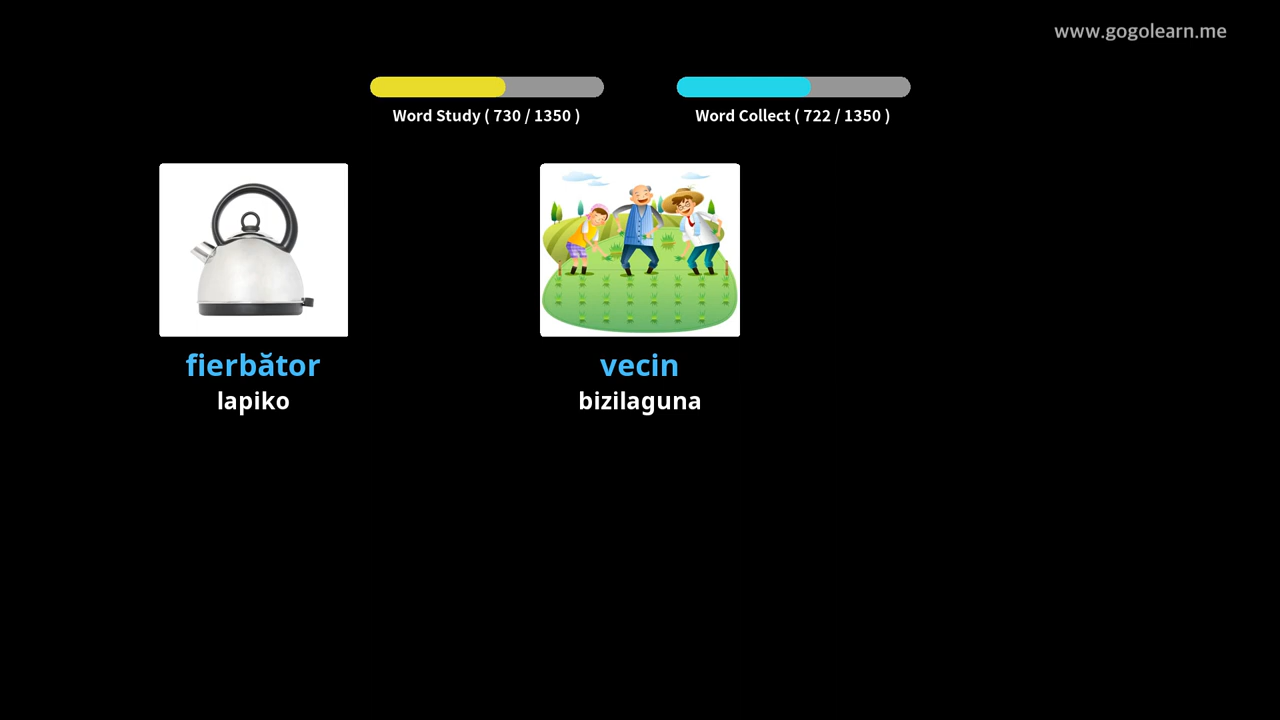 www.gogolearn.me
Word Study ( 730 / 1350 )
Word Collect ( 722 / 1350 )
fierbător
lapiko
vecin
bizilaguna